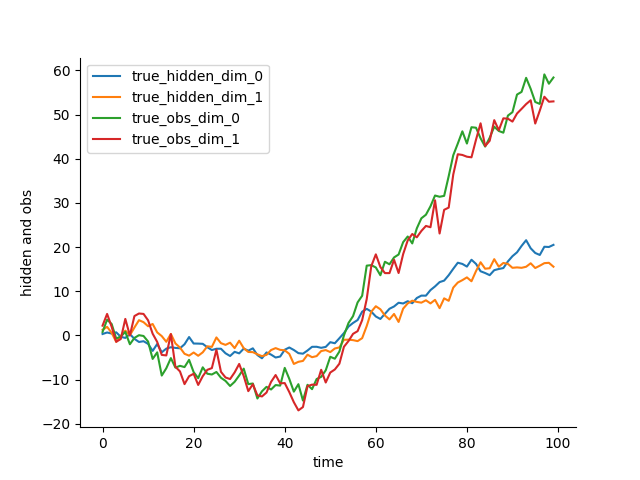 true_hidden_dim_0
true_hidden_dim_1
true_obs_dim_0
true_obs_dim_1
hidden and obs
60
50
40
30
20
10
0
−10
−20
0
20
40
60
80
100
time